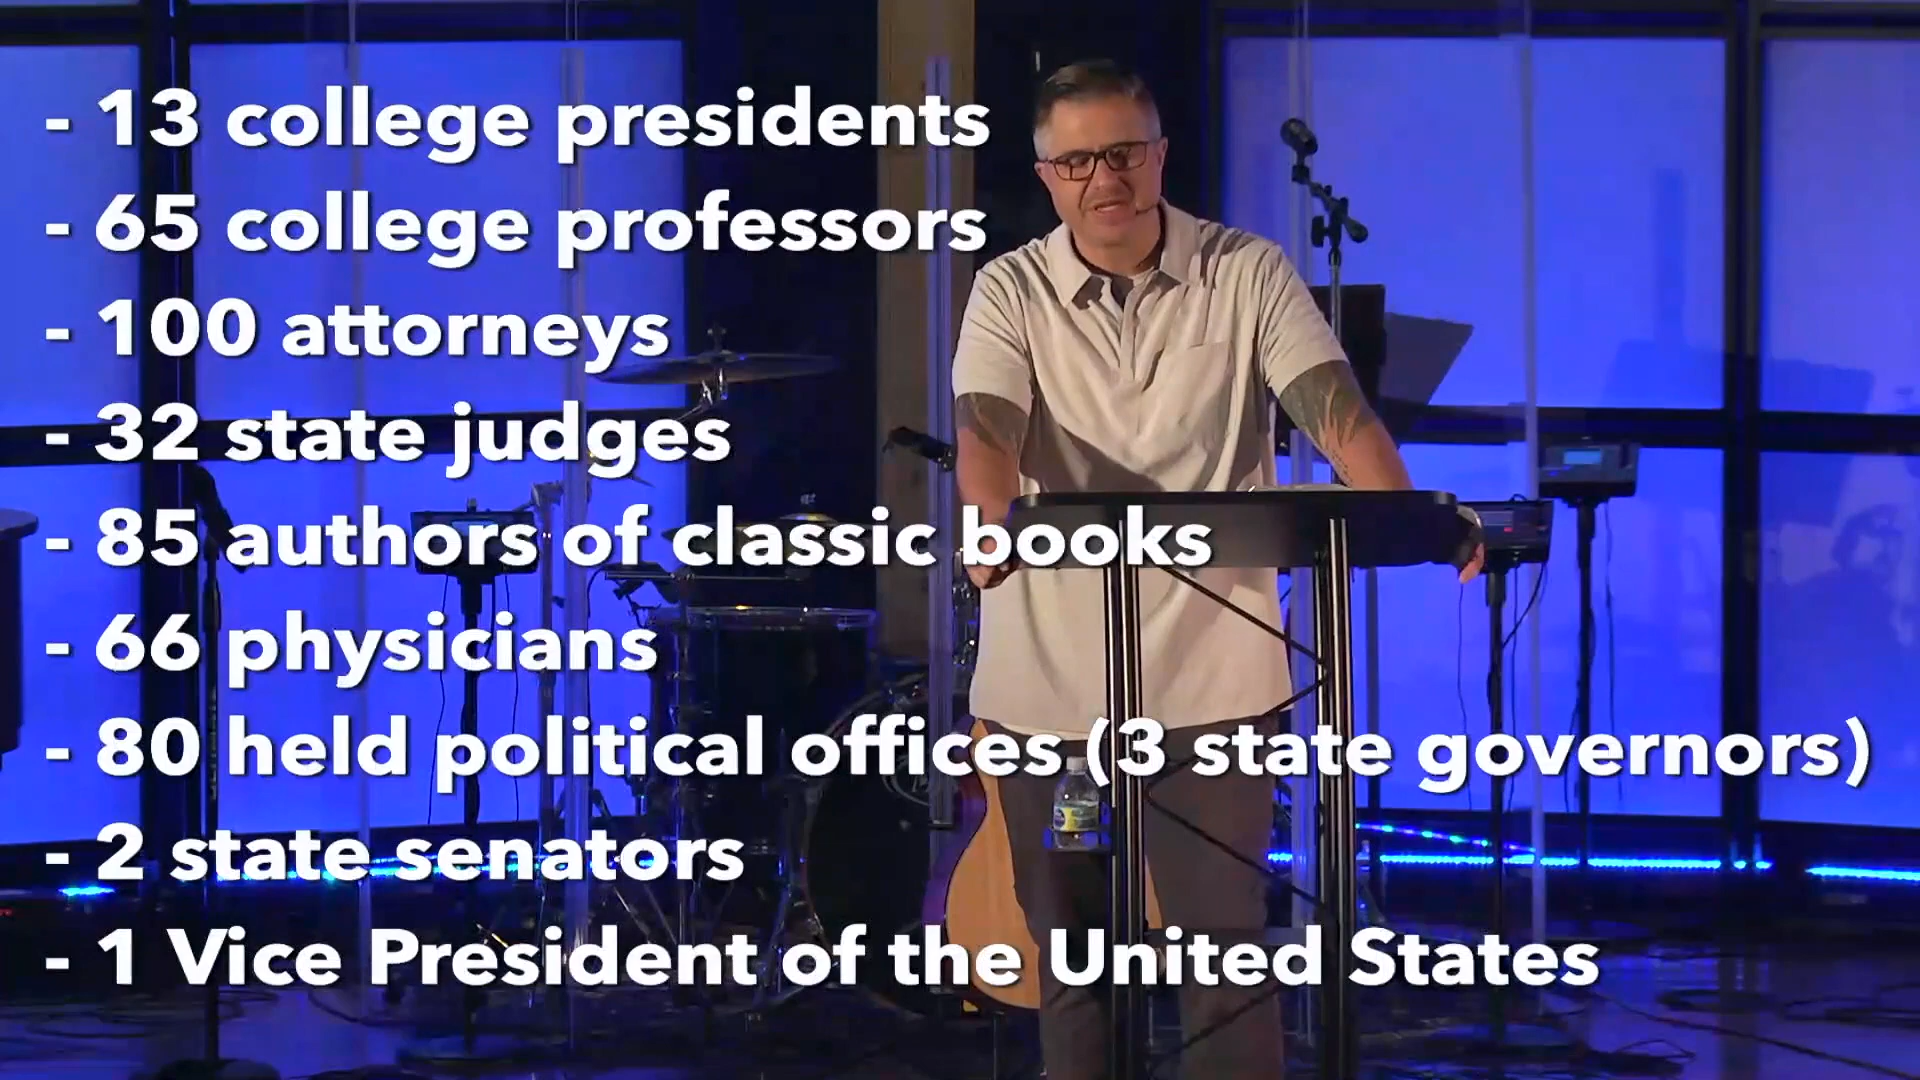 - 13 college presidents
- 65 college professors
- 100 attorneys
- 32 state judges
- 85 authors of classic books
- 66 physicians
- 80 held political offices (3 state governors)
- 2 state senators
- 1 Vice President of the United States